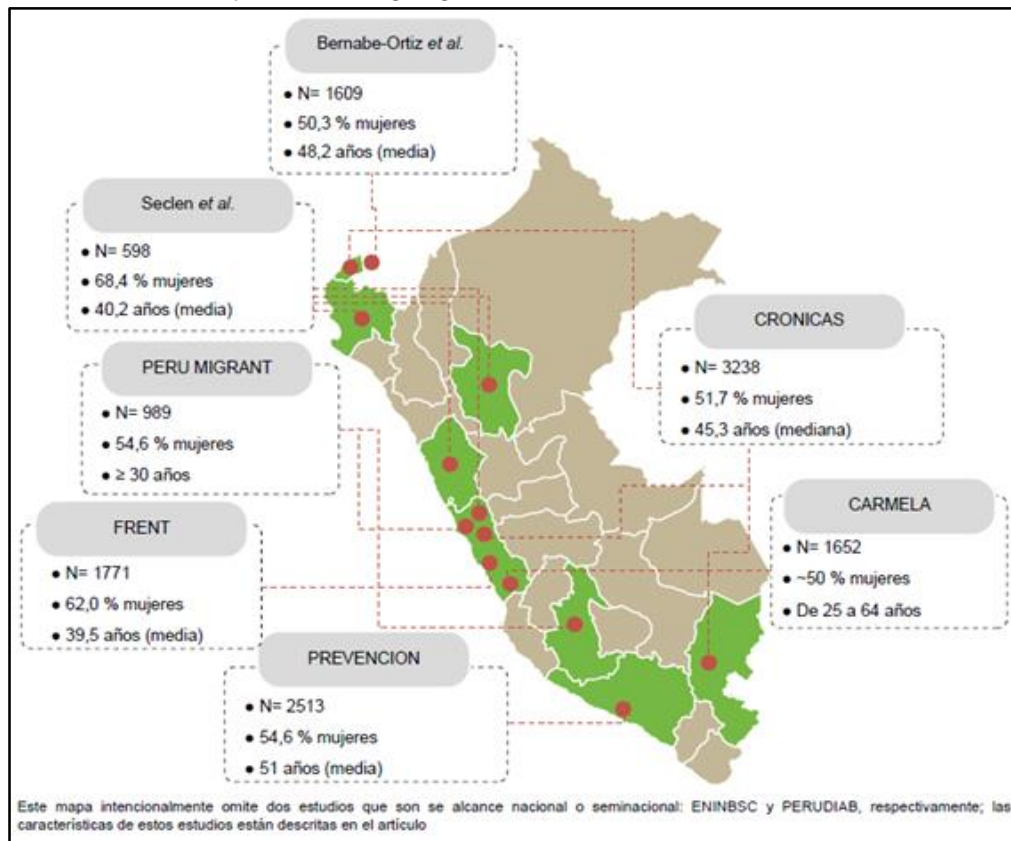 Bernabe-Ortiz et al.
● N= 1609
● 50,3 % mujeres
● 48,2 años (media)
Seclen et al.
● N= 598
● 68,4 % mujeres
● 40,2 años (media)
PERU MIGRANT
● N= 989
● 54,6 % mujeres
● ≥ 30 años
FRENT
● N= 1771
● 62,0 % mujeres
● 39,5 años (media)
PREVENCION
● N= 2513
● 54,6 % mujeres
● 51 años (media)
CRONICAS
● N= 3238
● 51,7 % mujeres
● 45,3 años (mediana)
CARMELA
● N= 1652
● ~50 % mujeres
● De 25 a 64 años
Este mapa intencionalmente omite dos estudios que son se alcance nacional o seminacional: ENINBSC y PERUDIAB, respectivamente; las
características de estos estudios están descritas en el artículo